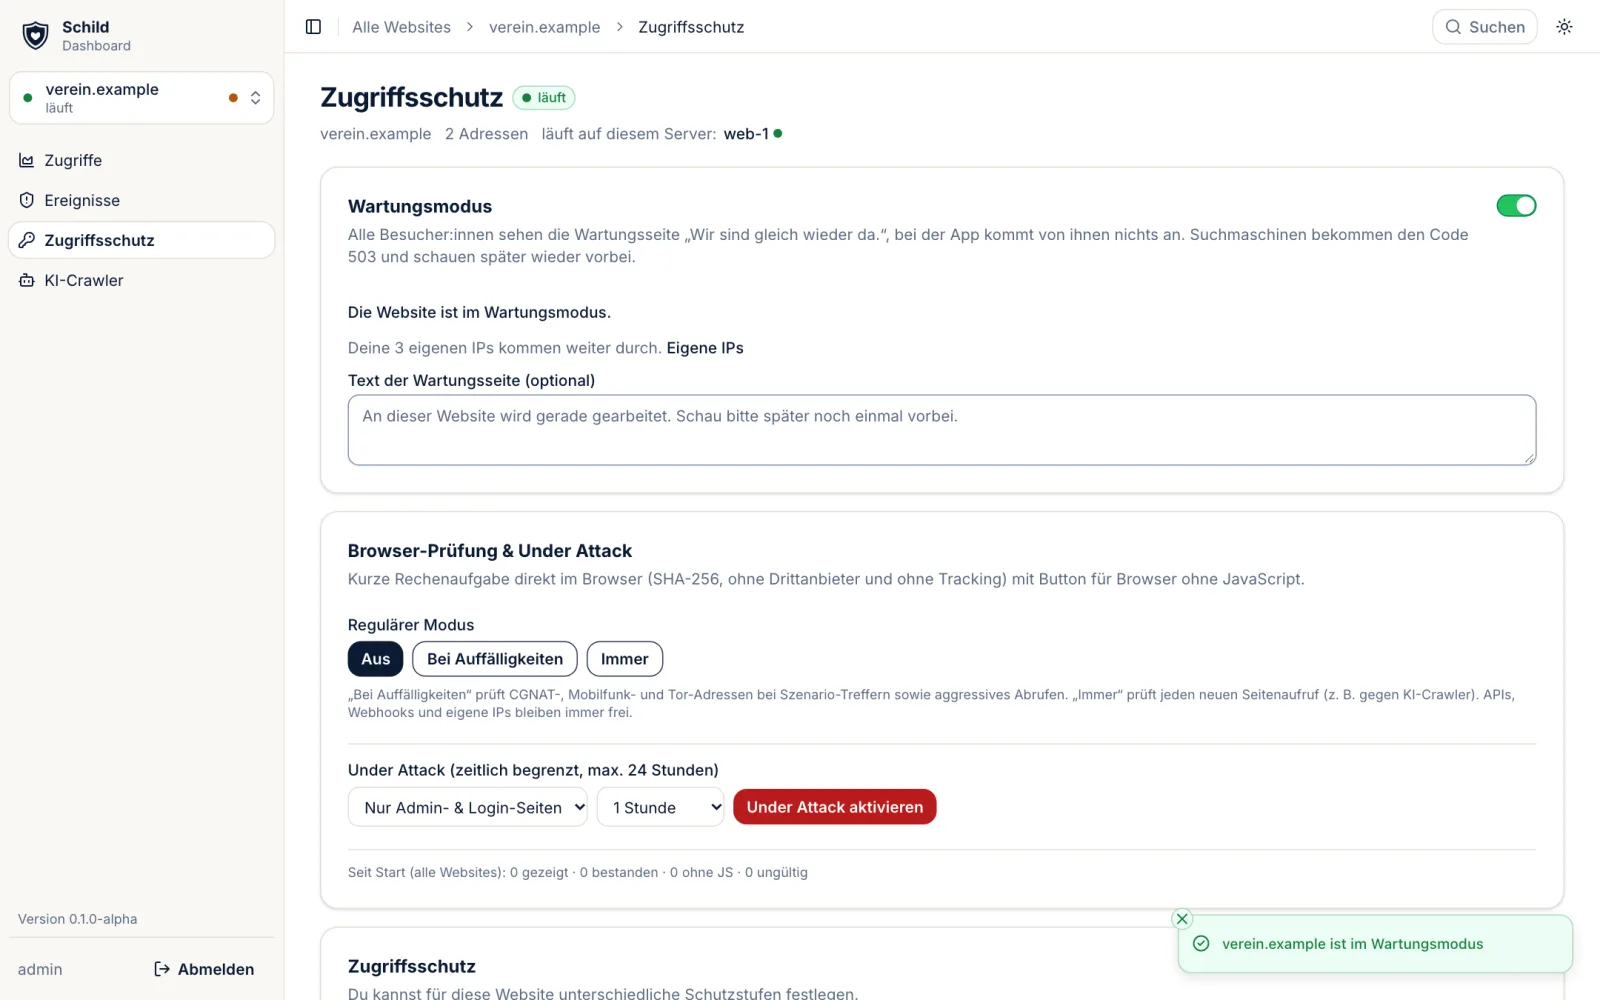 Schild
Dashboard
verein.example
läuft
Zugriffe
Ereignisse
Zugriffsschutz
KI-Crawler
Version 0.1.0-alpha
admin
Abmelden
Alle Websites
verein.example
Zugriffsschutz
Suchen
Zugriffsschutz
läuft
verein.example 2 Adressen läuft auf diesem Server: web-1
Wartungsmodus
Alle Besucher:innen sehen die Wartungsseite „Wir sind gleich wieder da.“, bei der App kommt von ihnen nichts an. Suchmaschinen bekommen den Code
503 und schauen später wieder vorbei.
Die Website ist im Wartungsmodus.
Deine 3 eigenen IPs kommen weiter durch. Eigene IPs
Text der Wartungsseite (optional)
An dieser Website wird gerade gearbeitet. Schau bitte später noch einmal vorbei.
Browser-Prüfung & Under Attack
Kurze Rechenaufgabe direkt im Browser (SHA-256, ohne Drittanbieter und ohne Tracking) mit Button für Browser ohne JavaScript.
Regulärer Modus
Aus
Bei Auffälligkeiten
Immer
„Bei Auffälligkeiten“ prüft CGNAT-, Mobilfunk- und Tor-Adressen bei Szenario-Treffern sowie aggressives Abrufen. „Immer“ prüft jeden neuen Seitenaufruf (z. B. gegen KI-Crawler). APIs,
Webhooks und eigene IPs bleiben immer frei.
Under Attack (zeitlich begrenzt, max. 24 Stunden)
Nur Admin- & Login-Seiten
1 Stunde
Under Attack aktivieren
Seit Start (alle Websites): 0 gezeigt · 0 bestanden · 0 ohne JS · 0 ungültig
Zugriffsschutz
Du kannst für diese Website unterschiedliche Schutzstufen festlegen.
verein.example ist im Wartungsmodus